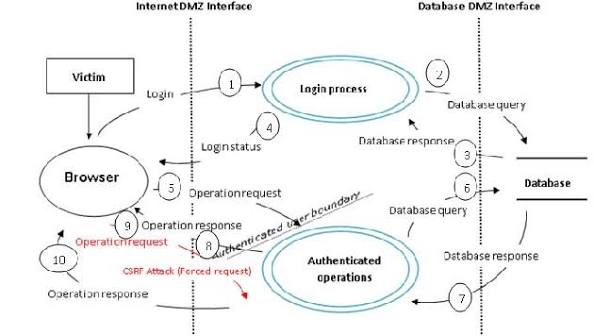 Internet DMZ Interface
Database DMZ Interface
Victim
Login
1
Login process
2
Database query
4
Login status
Database response
3
Browser
5
Operation request
6
Database
Database query
Authenticated user boundary
9
Operation response
Operation request
8
10
CSRF Attack (Forced request)
Authenticated
operations
Database response
Operation response
7